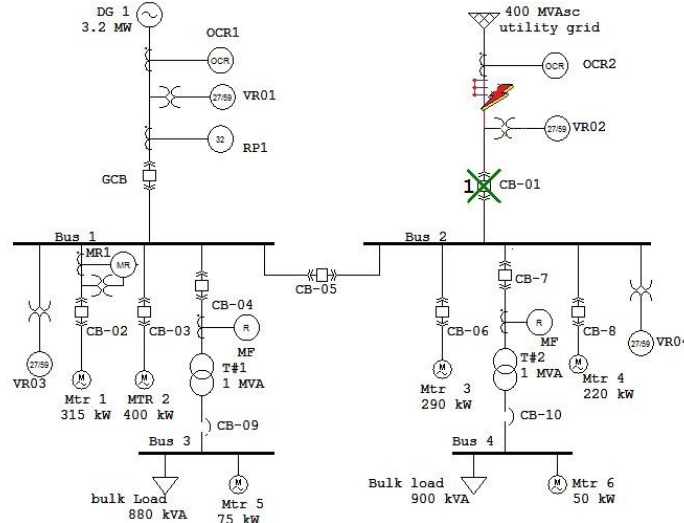 DG 1
3.2 MW
OCR1
OCR
27/59
VR01
32
RP1
GCB
400 MVAsc
utility grid
OCR
OCR2
27/59
VR02
1
CB-01
Bus 1
MR1
MR
CB-02
CB-03
CB-04
R
MF
27/59
VR03
M
Mtr 1
315 kW
M
MTR 2
400 kW
T#1
1 MVA
CB-09
Bus 3
bulk Load
880 kVA
M
Mtr 5
75 kW
CB-05
Bus 2
CB-06
CB-7
CB-8
R
MF
27/59
VR04
M
Mtr 3
290 kW
T#2
1 MVA
M
Mtr 4
220 kW
CB-10
Bus 4
Bulk load
900 kVA
M
Mtr 6
50 kW